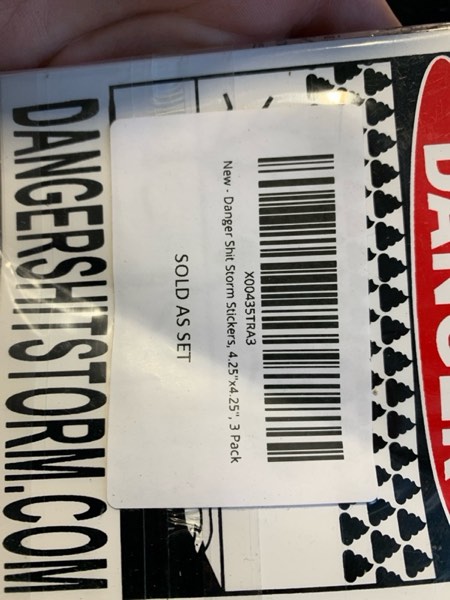 X00435TRA3
New - Danger Shit Storm Stickers, 4.25"x4.25", 3 Pack
SOLD AS SET
DANGERSHITSTORM.COM